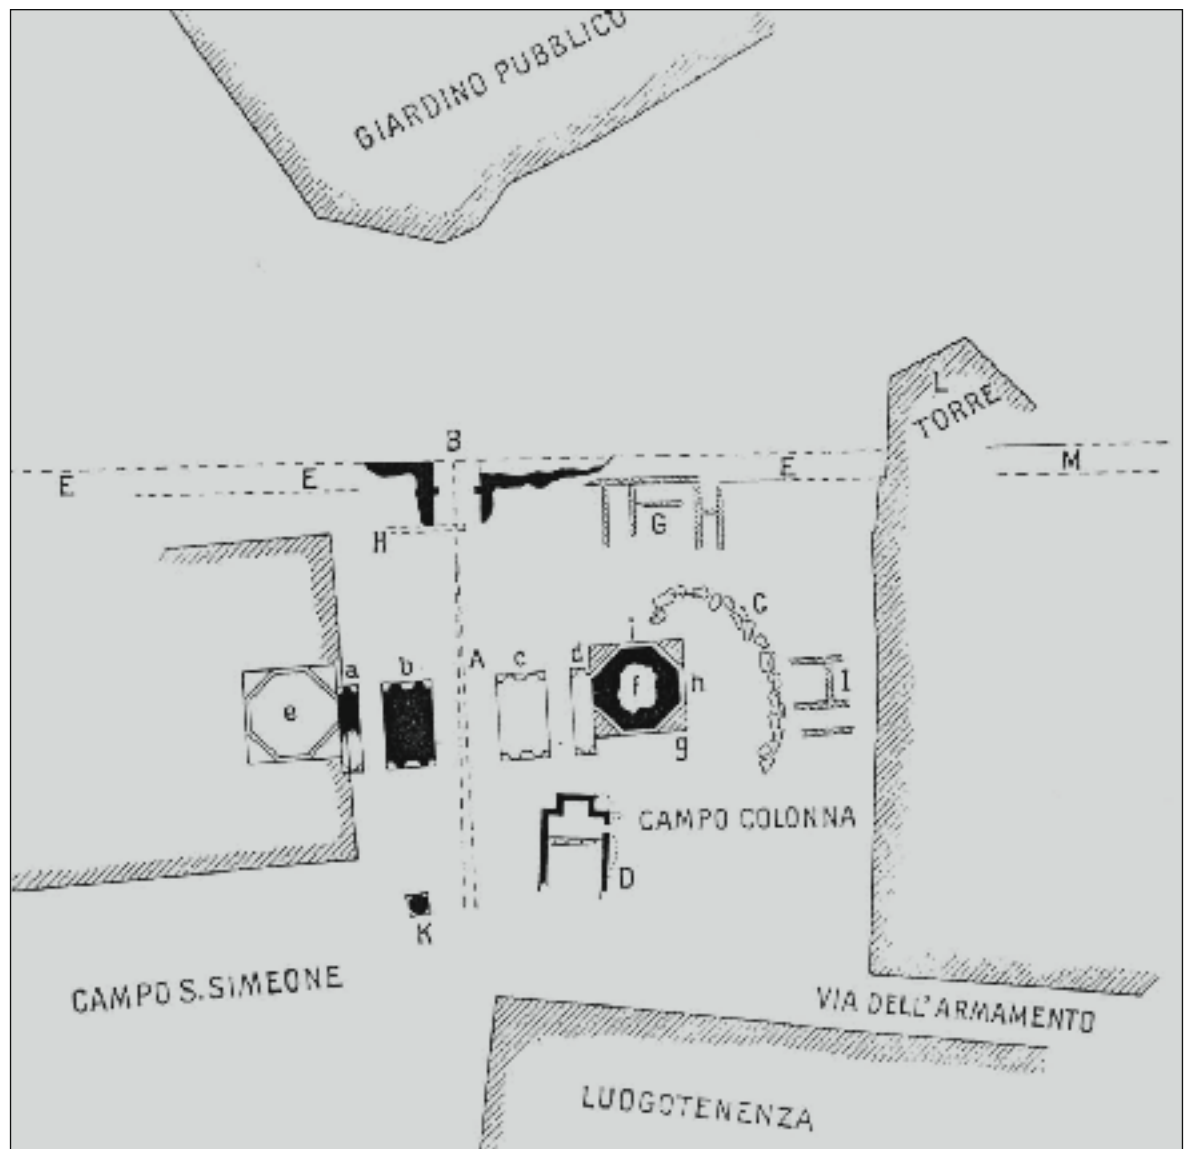 GIARDINO PUBBLICO
L
TORRE
B
E
E
E
M
G
H
C
i
a
b
A
c
d
e
f
h
I
g
CAMPO COLONNA
D
K
CAMPO S. SIMEONE
VIA DELL' ARMAMENTO
LUOGOTENENZA